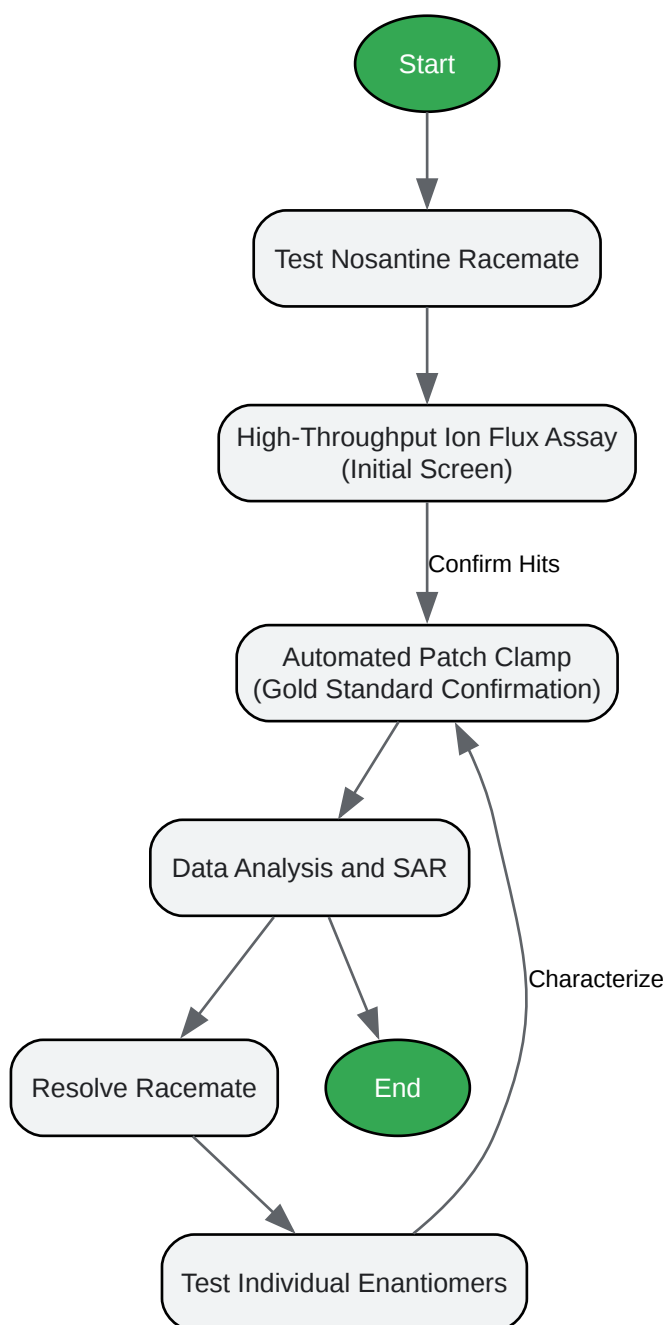 Start
Test Nosantine Racemate
High-Throughput Ion Flux Assay
(Initial Screen)
Confirm Hits
Automated Patch Clamp
(Gold Standard Confirmation)
Data Analysis and SAR
Characterize
Resolve Racemate
End
Test Individual Enantiomers